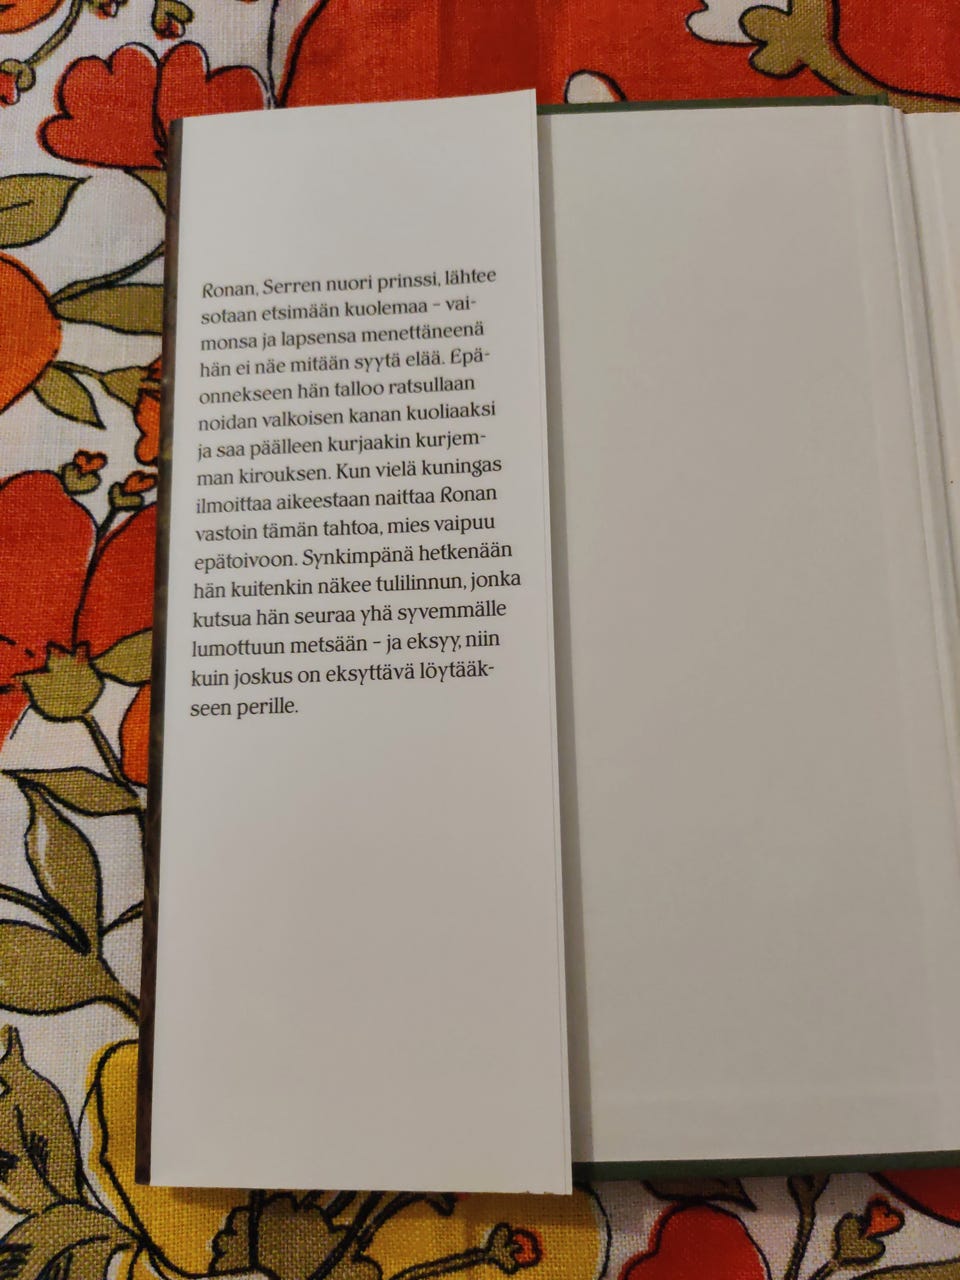 Ronan, Serren nuori prinssi, lähtee
sotaan etsimään kuolemaa – vai-
monsa ja lapsensa menettäneenä
hän ei näe mitään syytä elää. Epä-
onnekseen hän talloo ratsullaan
noidan valkoisen kanan kuoliaaksi
ja saa päälleen kurjaakin kurjem-
man kirouksen. Kun vielä kuningas
ilmoittaa aikeestaan naittaa Ronan
vastoin tämän tahtoa, mies vaipuu
epätoivoon. Synkimpänä hetkenään
hän kuitenkin näkee tulilinnun, jonka
kutsua hän seuraa yhä syvemmälle
lumottuun metsään – ja eksyy, niin
kuin joskus on eksyttävä löytääk-
seen perille.